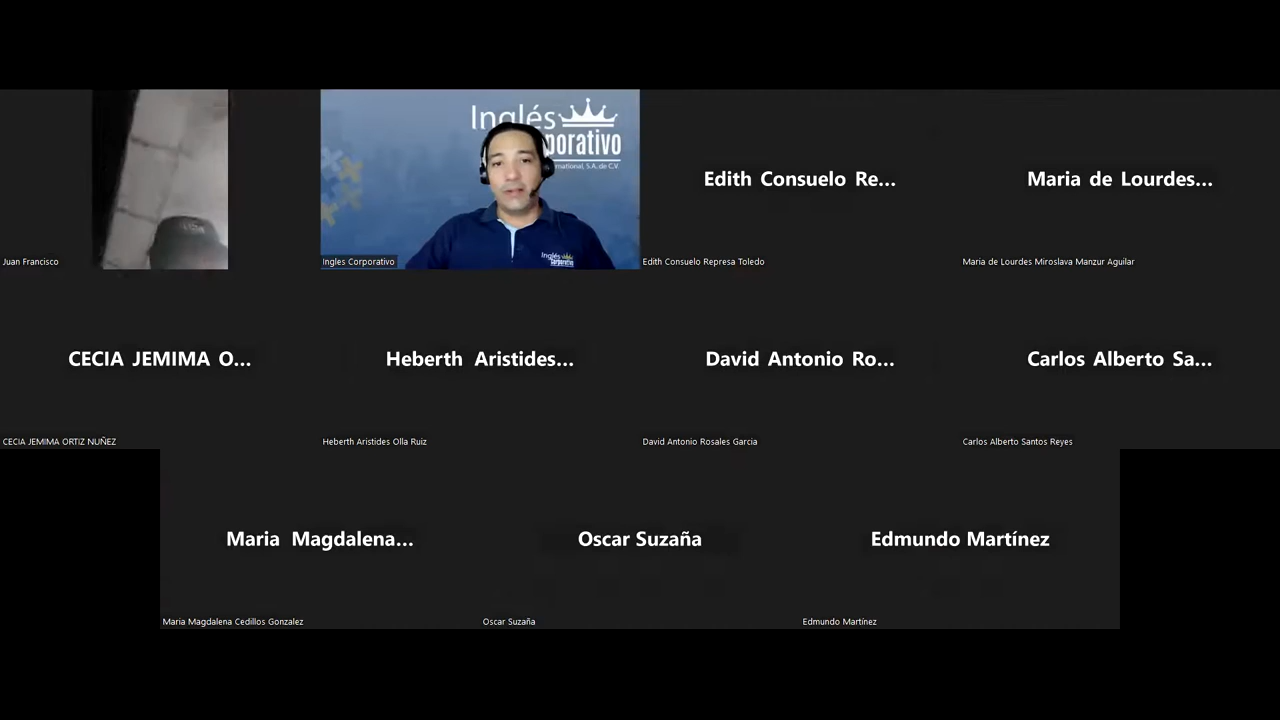 Inglés
porativo
rnational, S.A. de C.V.
Inglés
Corporativo
Juan Francisco
Ingles Corporativo
Edith Consuelo Re...
Edith Consuelo Represa Toledo
Maria de Lourdes...
Maria de Lourdes Miroslava Manzur Aguilar
CECIA JEMIMA O...
CECIA JEMIMA ORTIZ NUÑEZ
Heberth Aristides...
Heberth Aristides Olla Ruiz
David Antonio Ro...
David Antonio Rosales Garcia
Carlos Alberto Sa...
Carlos Alberto Santos Reyes
Maria Magdalena...
Maria Magdalena Cedillos Gonzalez
Oscar Suzaña
Oscar Suzaña
Edmundo Martínez
Edmundo Martínez